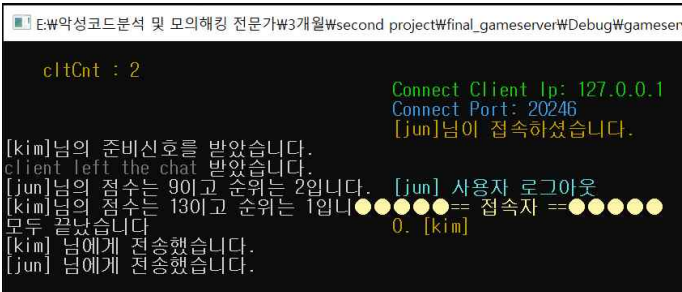 E:\악성코드분석 및 모의해킹 전문가\3개월\second project\final_gameserver\Debug\gameserv
cltCnt : 2
Connect Client Ip: 127.0.0.1
Connect Port: 20246
[jun]님이 접속하셨습니다.
[kim]님의 준비신호를 받았습니다.
client left the chat 받았습니다.
[jun]님의 점수는 9이고 순위는 2입니다. [jun] 사용자 로그아웃
[kim]님의 점수는 13이고 순위는 1입니●●●●●== 접속자 ==●●●●●
모두 끝났습니다 0. [kim]
[kim] 님에게 전송했습니다.
[jun] 님에게 전송했습니다.